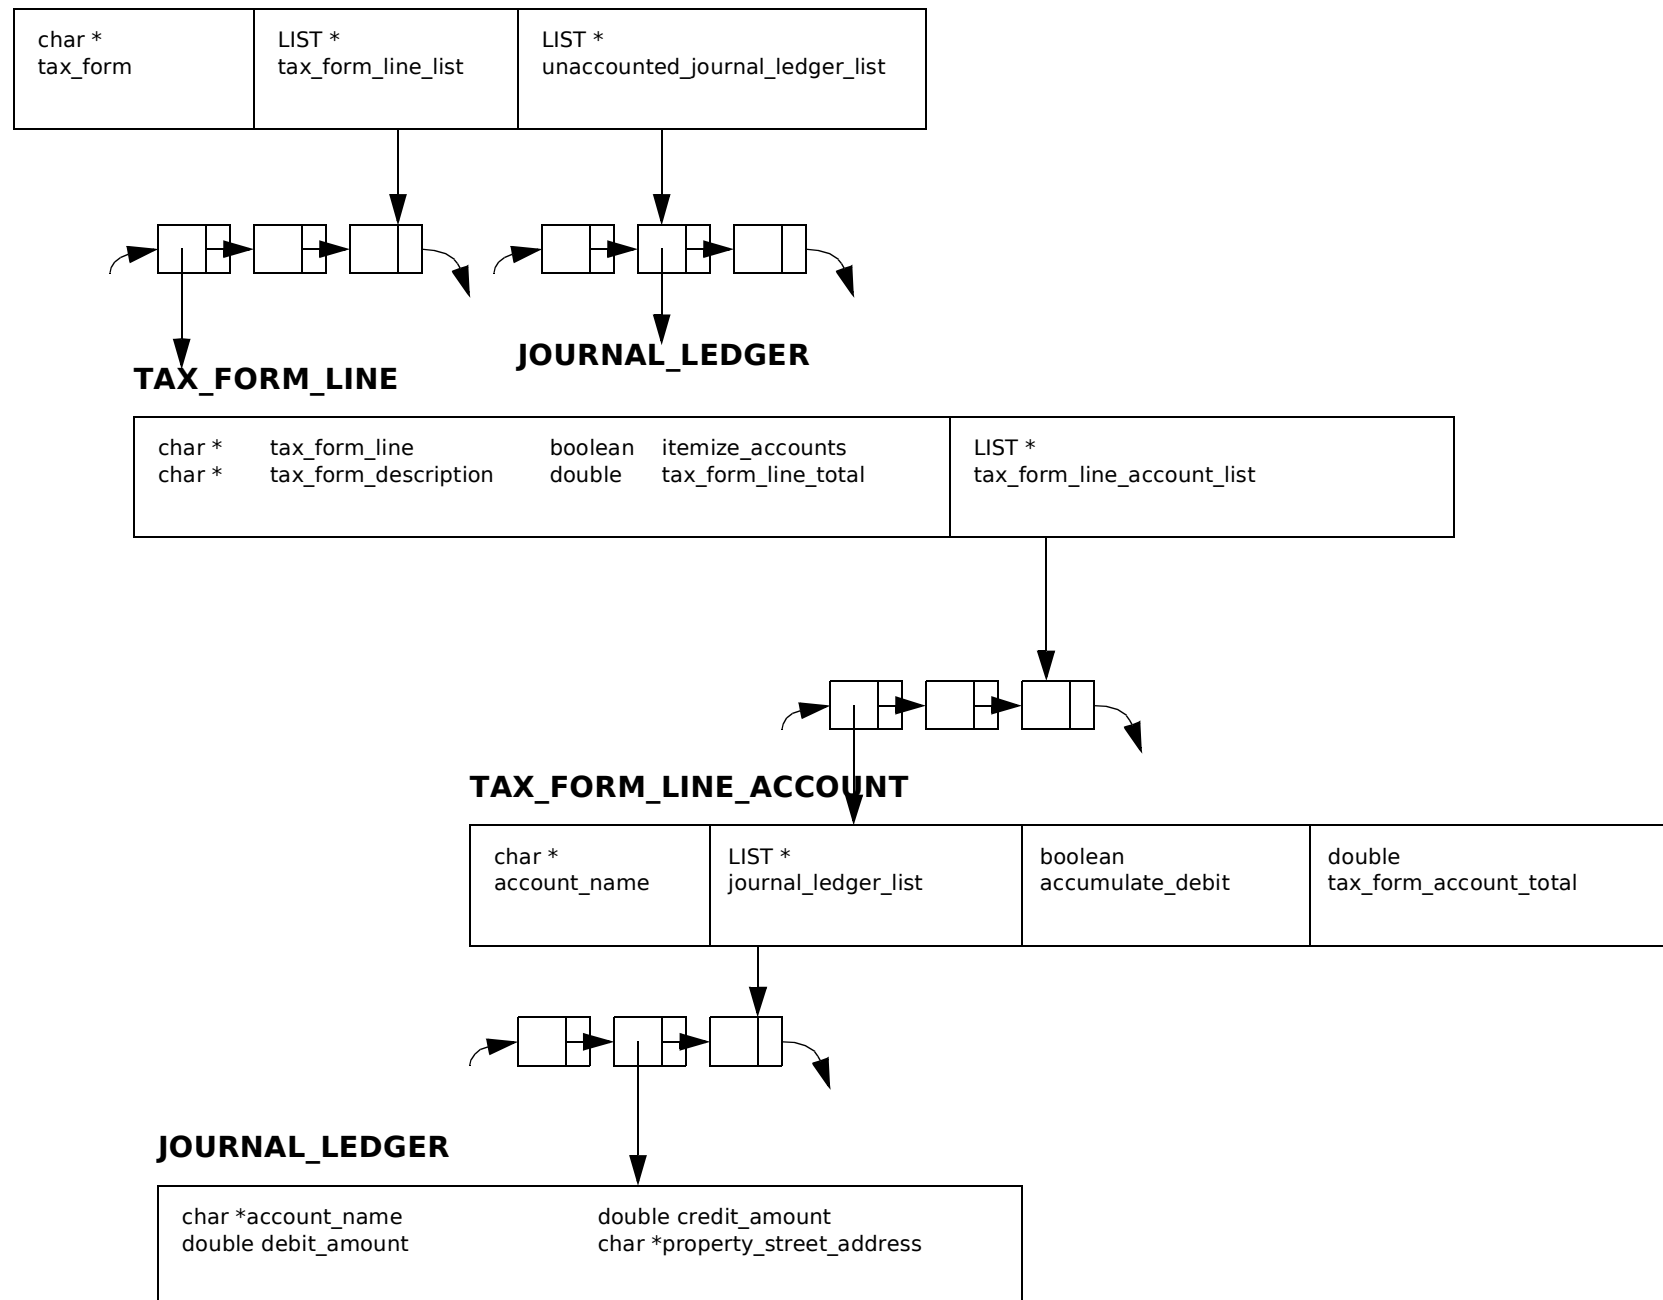 char *
tax_form
LIST *
tax_form_line_list
LIST *
unaccounted_journal_ledger_list
JOURNAL_LEDGER
TAX_FORM_LINE
char * tax_form_line boolean itemize_accounts
char * tax_form_description double tax_form_line_total
LIST *
tax_form_line_account_list
TAX_FORM_LINE_ACCOUNT
char *
account_name
LIST *
journal_ledger_list
boolean
accumulate_debit
double
tax_form_account_total
JOURNAL_LEDGER
char *account_name double credit_amount
double debit_amount char *property_street_address